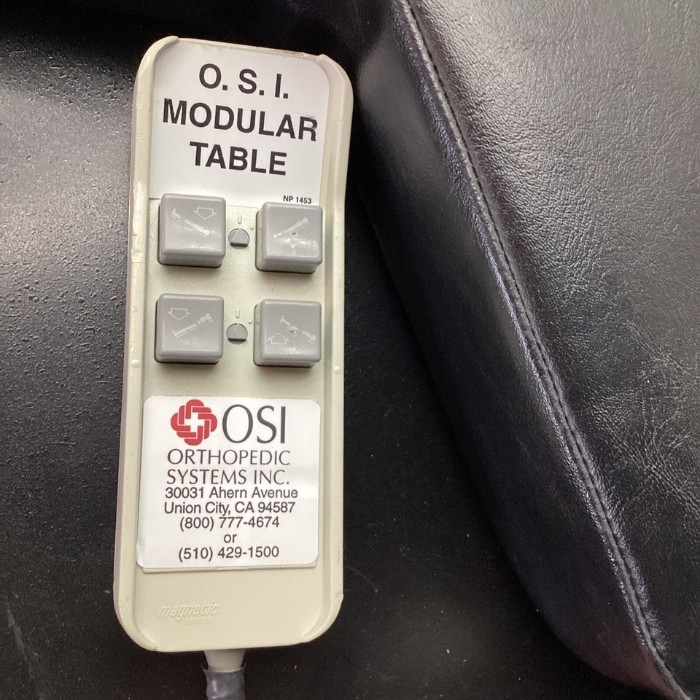 O. S. I.
MODULAR
TABLE
NP 1453
OSI
ORTHOPEDIC
SYSTEMS INC.
30031 Ahern Avenue
Union City, CA 94587
(800) 777-4674
or
(510) 429-1500
magnetic